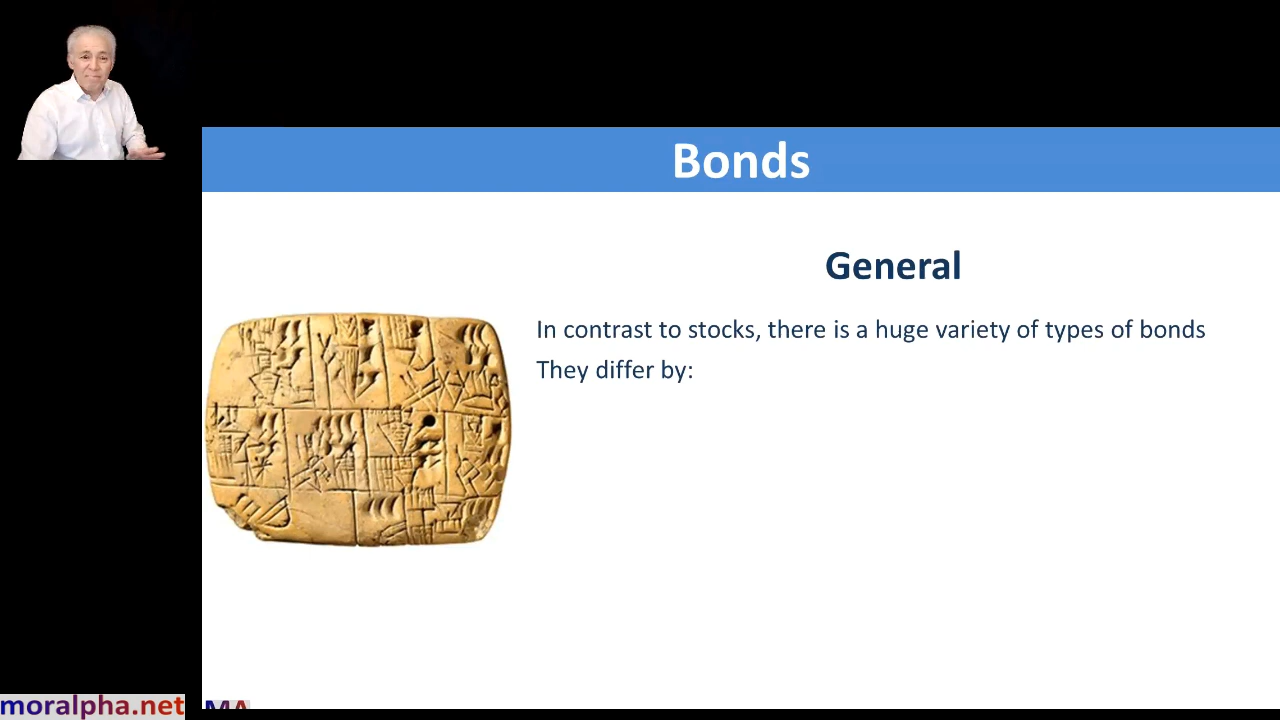 Bonds
General
In contrast to stocks, there is a huge variety of types of bonds
They differ by:
moralpha.net
MA